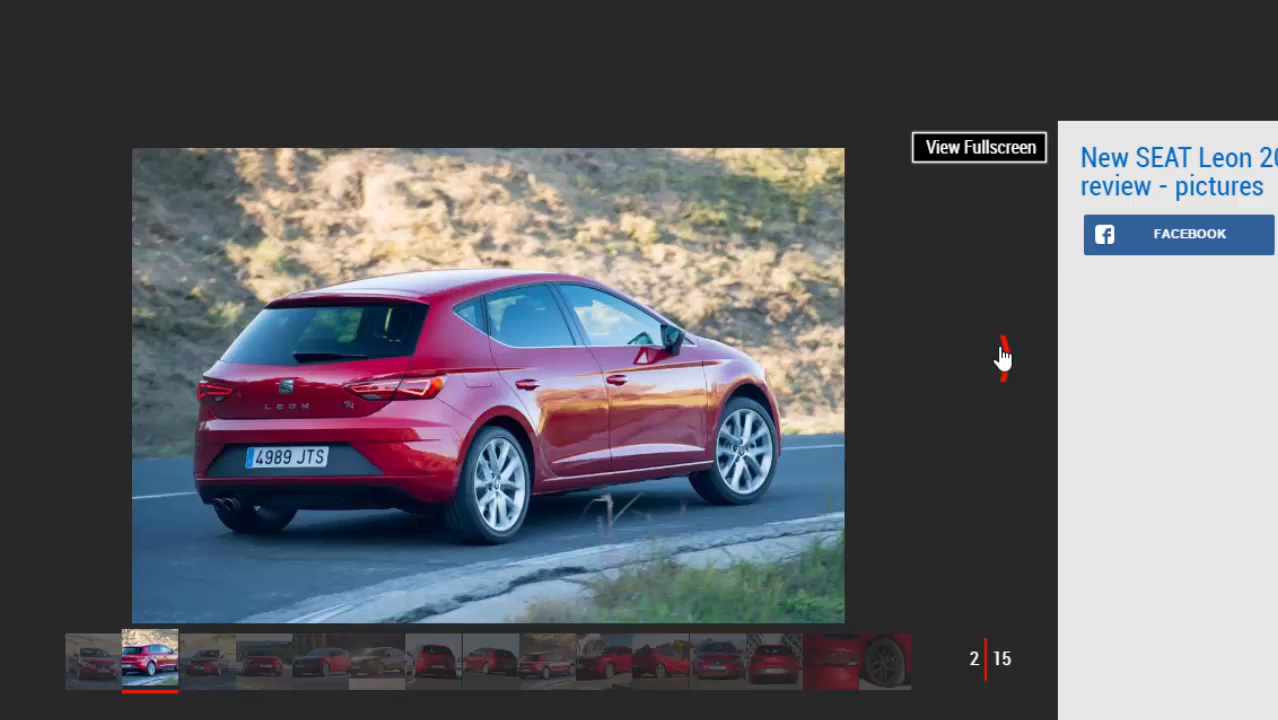 View Fullscreen
New SEAT Leon 20
review - pictures
FACEBOOK
LEON
4989 JTS
2 15